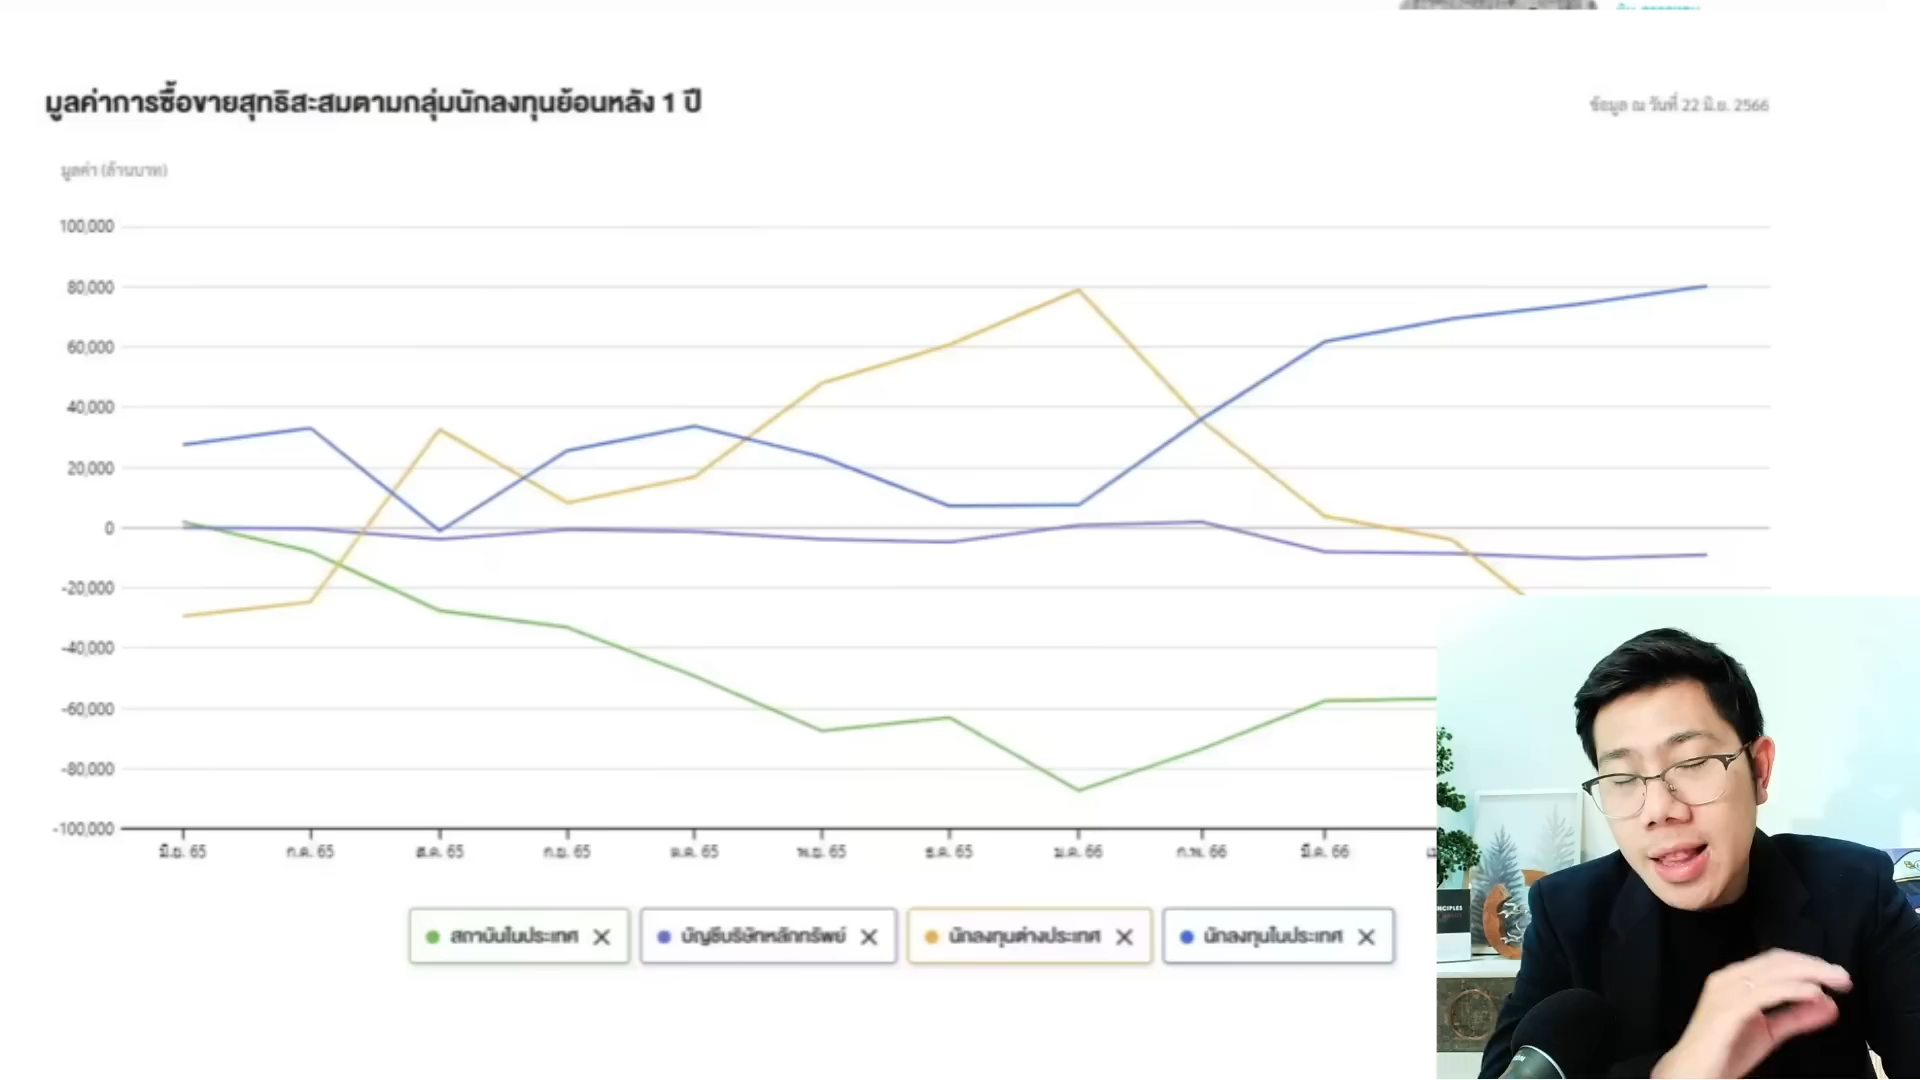 มูลค่าการซื้อขายสุทธิสะสมตามกลุ่มนักลงทุนย้อนหลัง 1 ปี
ข้อมูล ณ วันที่ 22 มิ.ย. 2566
มูลค่า (ล้านบาท)
100,000
80,000
60,000
40,000
20,000
0
-20,000
-40,000
-60,000
-80,000
-100,000
มิ.ย. 65 ก.ค. 65 ส.ค. 65 ก.ย. 65 ต.ค. 65 พ.ย. 65 ธ.ค. 65 ม.ค. 66 ก.พ. 66 มี.ค. 66
สถาบันในประเทศ บัญชีบริษัทหลักทรัพย์ นักลงทุนต่างประเทศ นักลงทุนในประเทศ